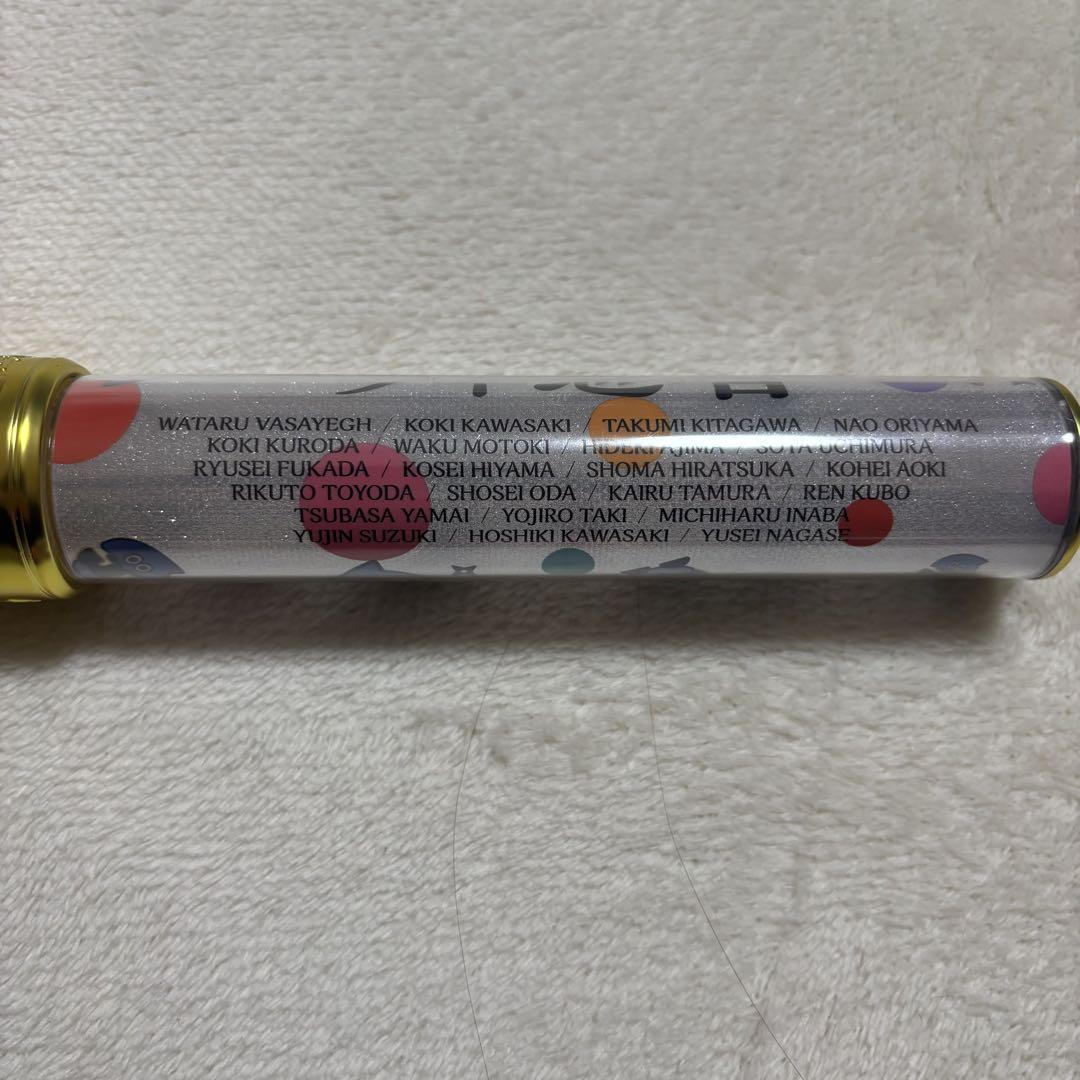 WATARU VASAYEGH / KOKI KAWASAKI / TAKUMI KITAGAWA / NAO ORIYAMA
KOKI KURODA / WAKU MOTOKI / HIDEKI AJIMA / SOTA UCHIMURA
RYUSEI FUKADA / KOSEI HIYAMA / SHOMA HIRATSUKA / KOHEI AOKI
RIKUTO TOYODA / SHOSEI ODA / KAIRU TAMURA / REN KUBO
TSUBASA YAMAI / YOJIRO TAKI / MICHIHARU INABA
YUJIN SUZUKI / HOSHIKI KAWASAKI / YUSEI NAGASE